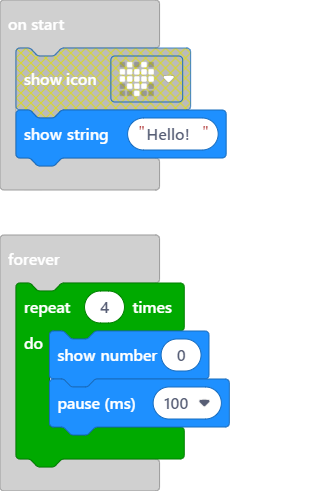 on start
show icon
show string "Hello! "
forever
repeat 4 times
do
show number 0
pause (ms) 100